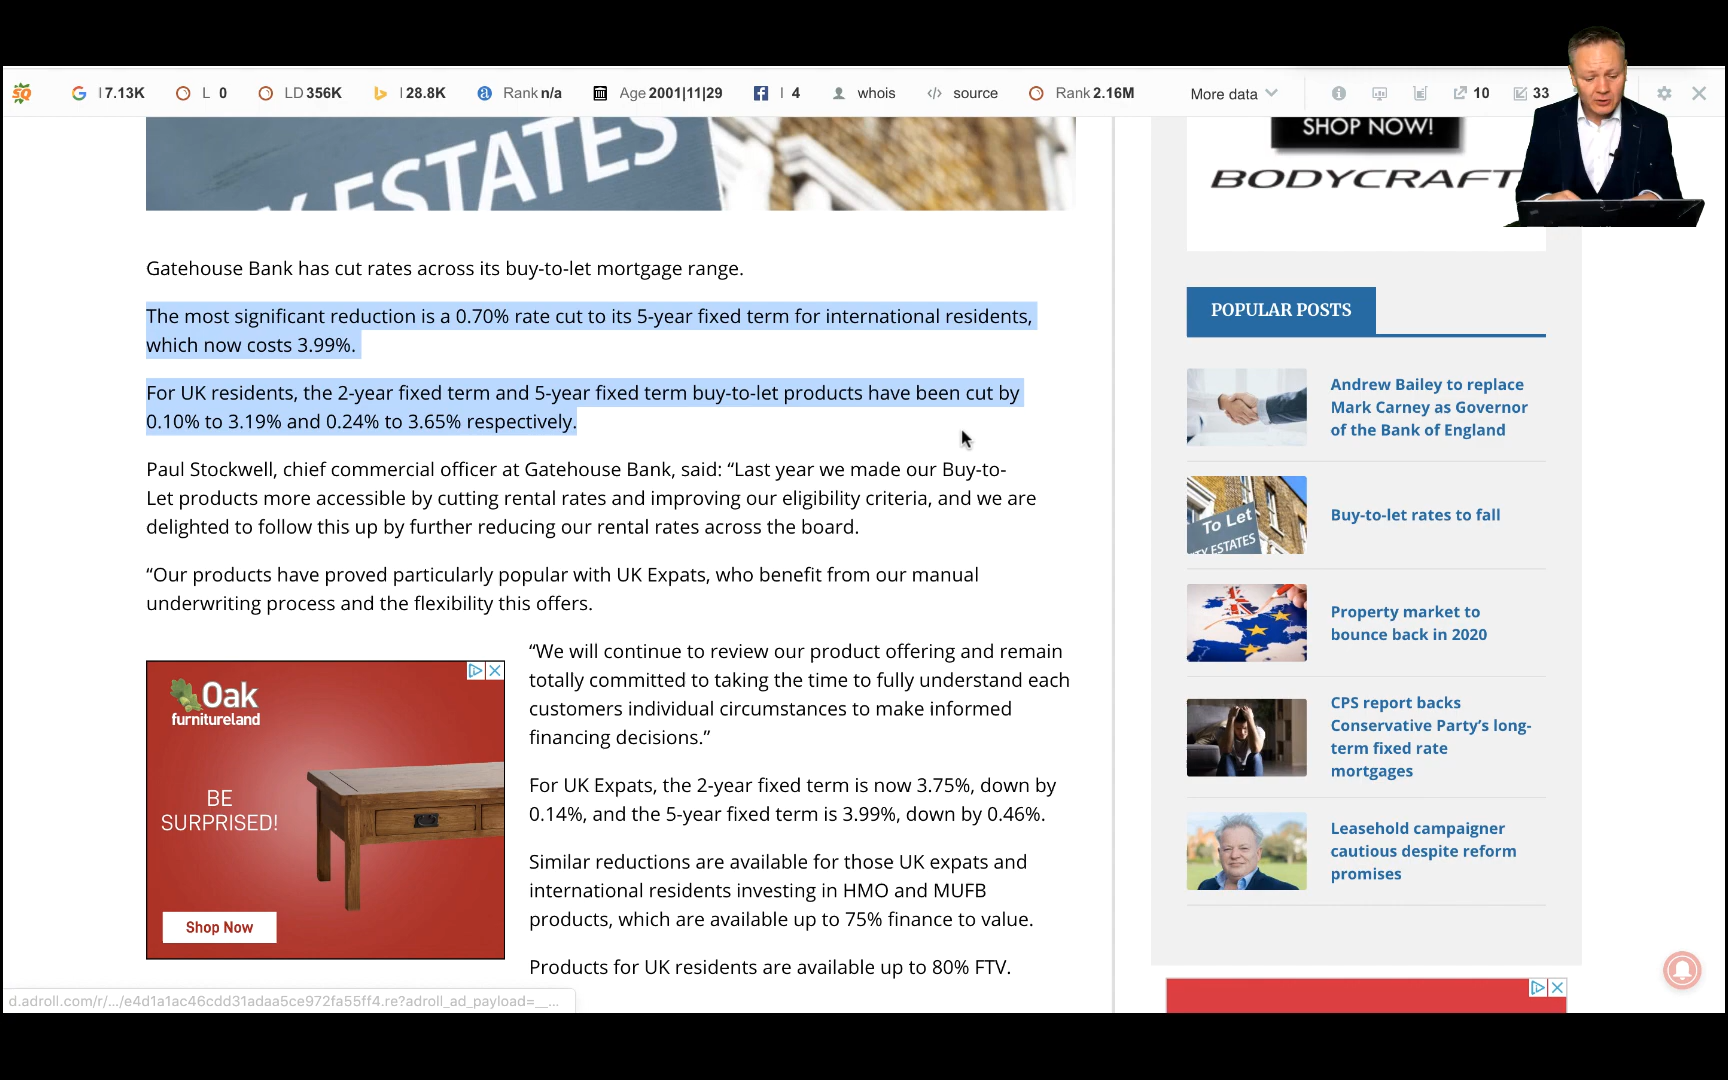 I 7.13K L 0 LD 356K I 28.8K Rank n/a Age 2001|11|29 I 4 whois source Rank 2.16M More data 10 33
Y ESTATES
SHOP NOW!
BODYCRAFT
Gatehouse Bank has cut rates across its buy-to-let mortgage range.
The most significant reduction is a 0.70% rate cut to its 5-year fixed term for international residents,
which now costs 3.99%.
For UK residents, the 2-year fixed term and 5-year fixed term buy-to-let products have been cut by
0.10% to 3.19% and 0.24% to 3.65% respectively.
Paul Stockwell, chief commercial officer at Gatehouse Bank, said: “Last year we made our Buy-to-
Let products more accessible by cutting rental rates and improving our eligibility criteria, and we are
delighted to follow this up by further reducing our rental rates across the board.
“Our products have proved particularly popular with UK Expats, who benefit from our manual
underwriting process and the flexibility this offers.
“We will continue to review our product offering and remain
totally committed to taking the time to fully understand each
customers individual circumstances to make informed
financing decisions.”
For UK Expats, the 2-year fixed term is now 3.75%, down by
0.14%, and the 5-year fixed term is 3.99%, down by 0.46%.
Similar reductions are available for those UK expats and
international residents investing in HMO and MUFB
products, which are available up to 75% finance to value.
Products for UK residents are available up to 80% FTV.
Oak
furnitureland
BE
SURPRISED!
Shop Now
d.adroll.com/r/.../e4d1a1ac46cdd31adaa5ce972fa55ff4.re?adroll_ad_payload=__...
POPULAR POSTS
Andrew Bailey to replace
Mark Carney as Governor
of the Bank of England
To Let
TY ESTATES
Buy-to-let rates to fall
Property market to
bounce back in 2020
CPS report backs
Conservative Party’s long-
term fixed rate
mortgages
Leasehold campaigner
cautious despite reform
promises